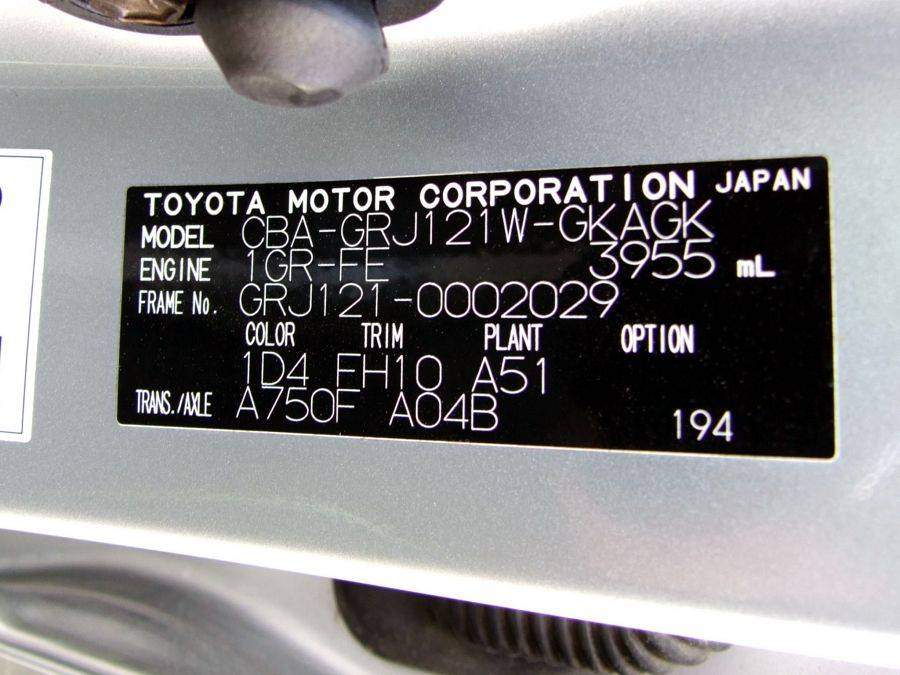 TOYOTA MOTOR CORPORATION JAPAN
MODEL CBA-GRJ121W-GKAGK
ENGINE 1GR-FE 3955 mL
FRAME No. GRJ121-0002029
COLOR TRIM PLANT OPTION
1D4 FH10 A51
TRANS./AXLE A750F A04B
194